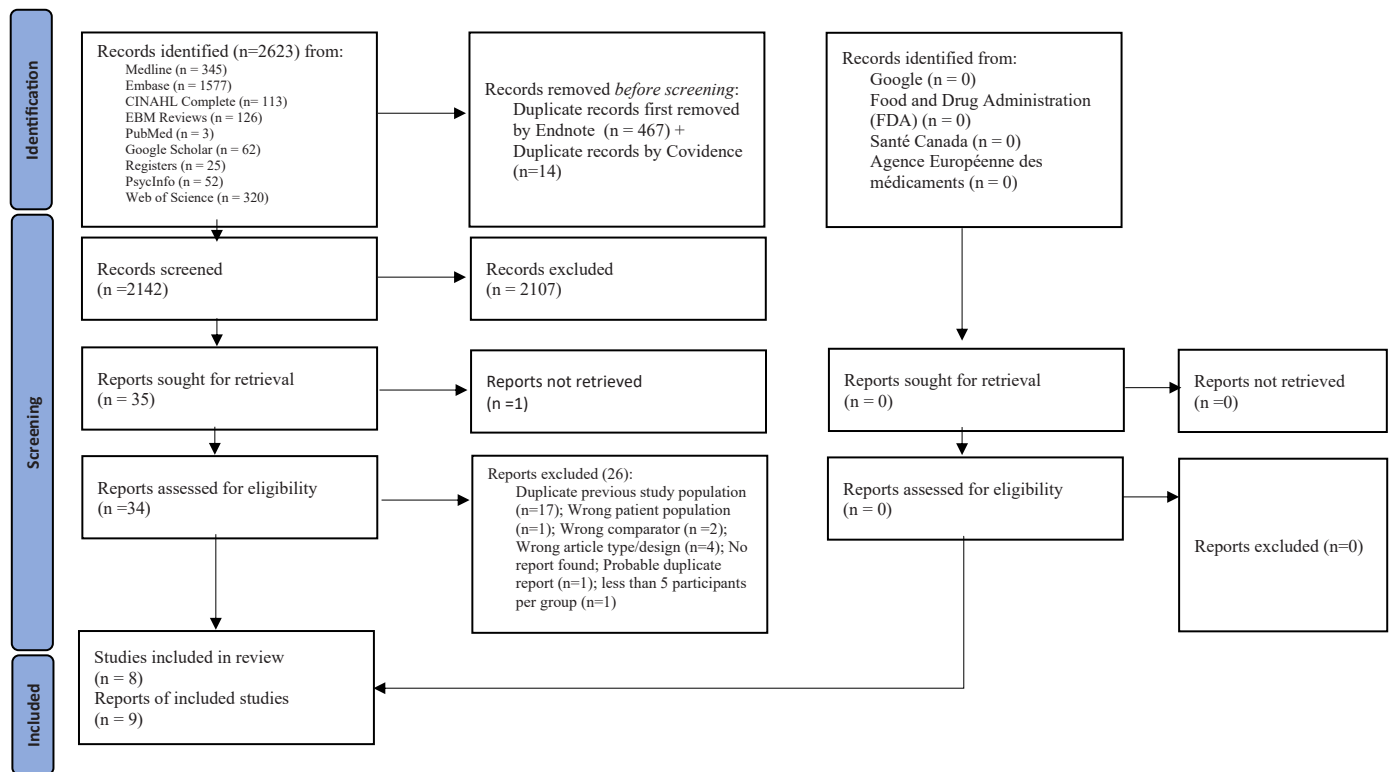 Identification
Records identified (n=2623) from:
Medline (n = 345)
Embase (n = 1577)
CINAHL Complete (n= 113)
EBM Reviews (n = 126)
PubMed (n = 3)
Google Scholar (n = 62)
Registers (n = 25)
PsycInfo (n = 52)
Web of Science (n = 320)
Records removed before screening:
Duplicate records first removed
by Endnote (n = 467) +
Duplicate records by Covidence
(n=14)
Records identified from:
Google (n = 0)
Food and Drug Administration
(FDA) (n = 0)
Santé Canada (n = 0)
Agence Européenne des
médicaments (n = 0)
Screening
Records screened
(n =2142)
Records excluded
(n = 2107)
Reports sought for retrieval
(n = 35)
Reports not retrieved
(n =1)
Reports sought for retrieval
(n = 0)
Reports not retrieved
(n =0)
Reports assessed for eligibility
(n =34)
Reports excluded (26):
Duplicate previous study population
(n=17); Wrong patient population
(n=1); Wrong comparator (n =2);
Wrong article type/design (n=4); No
report found; Probable duplicate
report (n=1); less than 5 participants
per group (n=1)
Reports assessed for eligibility
(n = 0)
Reports excluded (n=0)
Included
Studies included in review
(n = 8)
Reports of included studies
(n = 9)